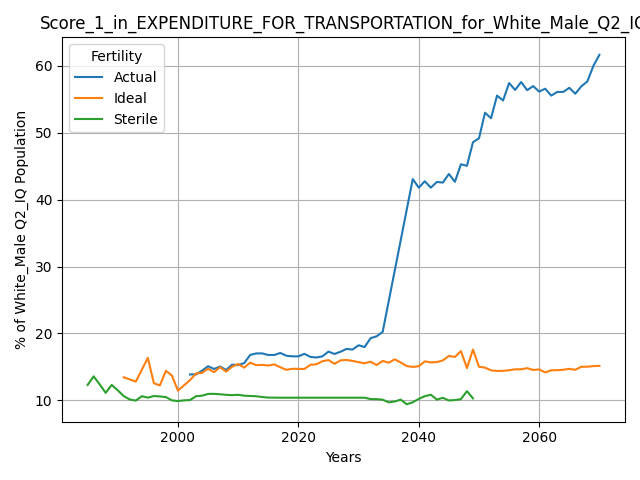 Score_1_in_EXPENDITURE_FOR_TRANSPORTATION_for_White_Male_Q2_IQ
Fertility
Actual
Ideal
Sterile
60
50
40
30
20
10
% of White_Male Q2_IQ Population
2000 2020 2040 2060
Years